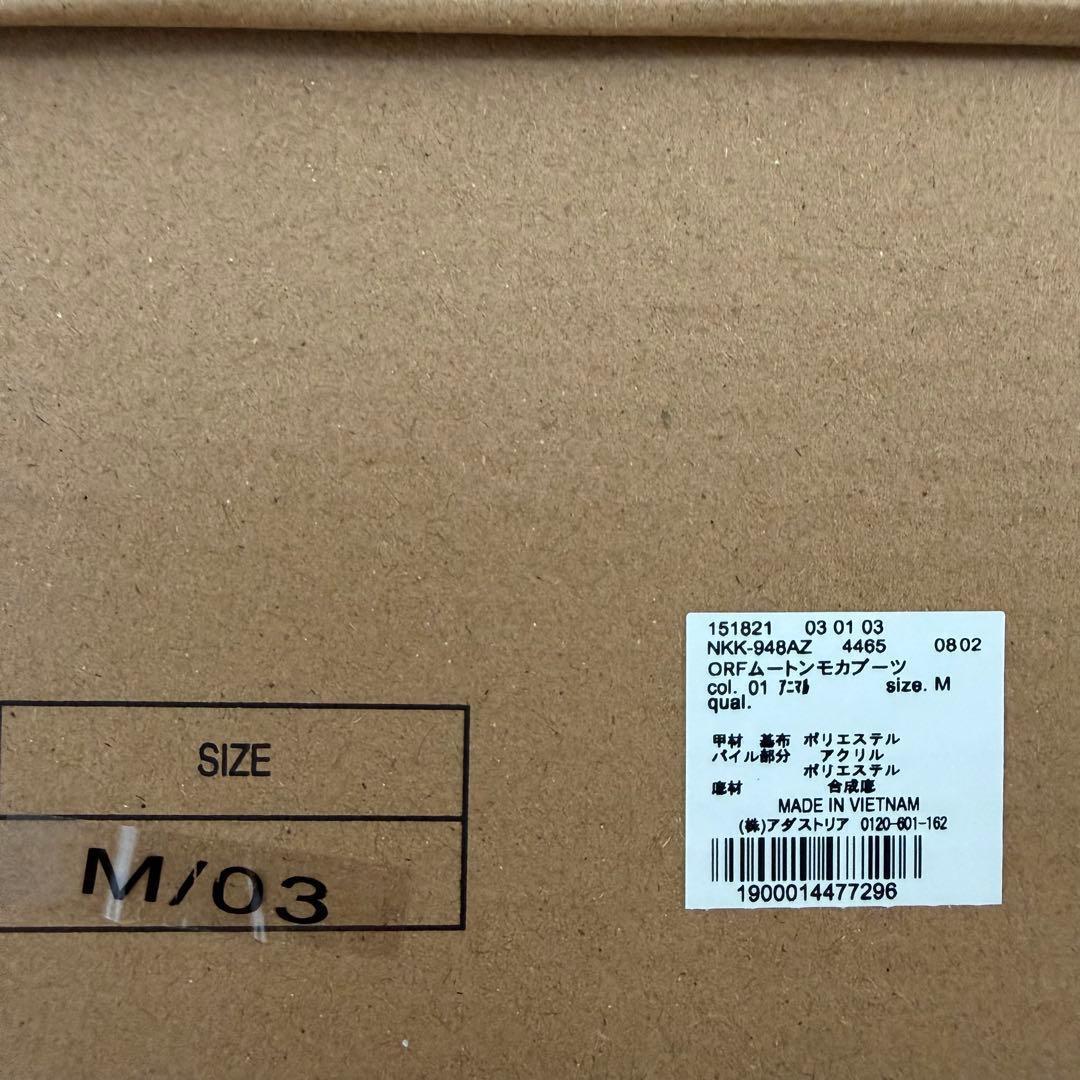 151821 03 01 03
NKK-948AZ 4465 0802
ORFムートンモカブーツ
col. 01 ｱﾆﾏﾙ size. M
qual.
甲材 基布 ポリエステル
パイル部分 アクリル
ポリエステル
底材 合成底
MADE IN VIETNAM
(株)アダストリア 0120-601-162
1900014477296
SIZE
M/03